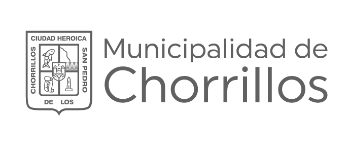 CIUDAD HEROICA
SAN PEDRO
DE LOS
CHORRILLOS
Municipalidad de
Chorrillos